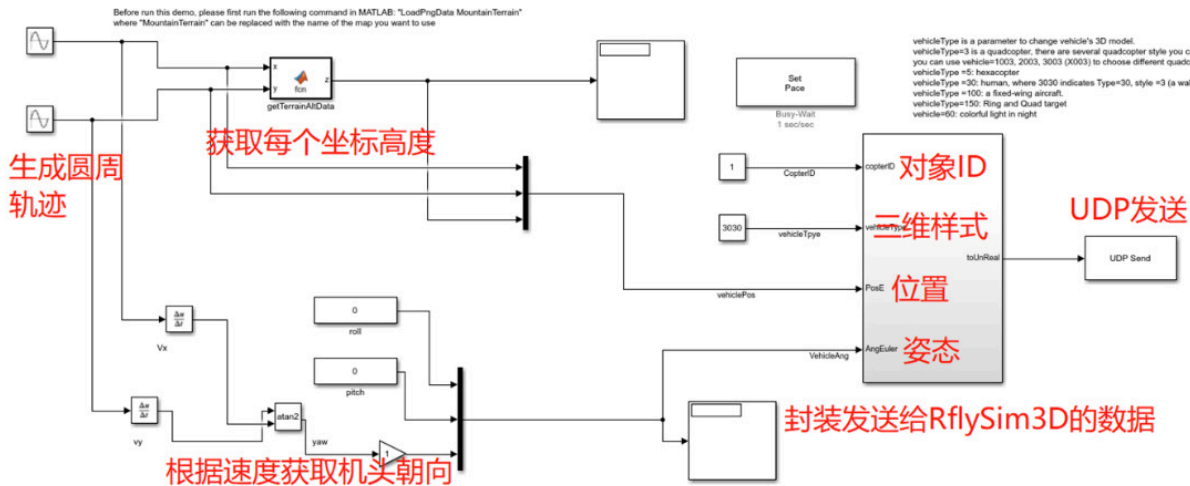 Before run this demo, please first run the following command in MATLAB: "LoadPngData MountainTerrain"
where "MountainTerrain" can be replaced with the name of the map you want to use
vehicleType is a parameter to change vehicle's 3D model.
vehicleType=3 is a quadcopter, there are several quadcopter style you c
you can use vehicle=1003, 2003, 3003 (X003) to choose different quadc
vehicleType =5: hexacopter
vehicleType =30: human, where 3030 indicates Type=30, style =3 (a wal
vehicleType =100: a fixed-wing aircraft.
vehicleType=150: Ring and Quad target
vehicle=60: colorful light in night
x
y
fcn
z
getTerrainAltData
获取每个坐标高度
生成圆周
轨迹
Set
Pace
Busy-Wait
1 sec/sec
1
CopterID
copterID
对象ID
3030
vehicleTpye
vehicleType
三维样式
vehiclePos
PosE
位置
VehicleAng
AngEuler
姿态
toUnReal
UDP发送
UDP Send
封装发送给RflySim3D的数据
Δu
Δt
Vx
Δu
Δt
vy
0
roll
0
pitch
atan2
yaw
1
根据速度获取机头朝向